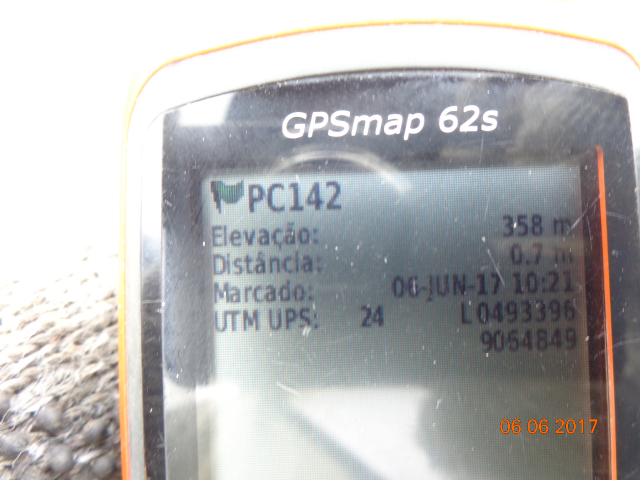 GPSmap 62s
PC142
Elevação: 358 m
Distância: 0.7 m
Marcado: 06-JUN-17 10:21
UTM UPS: 24 L 0493396
9064849
06 06 2017